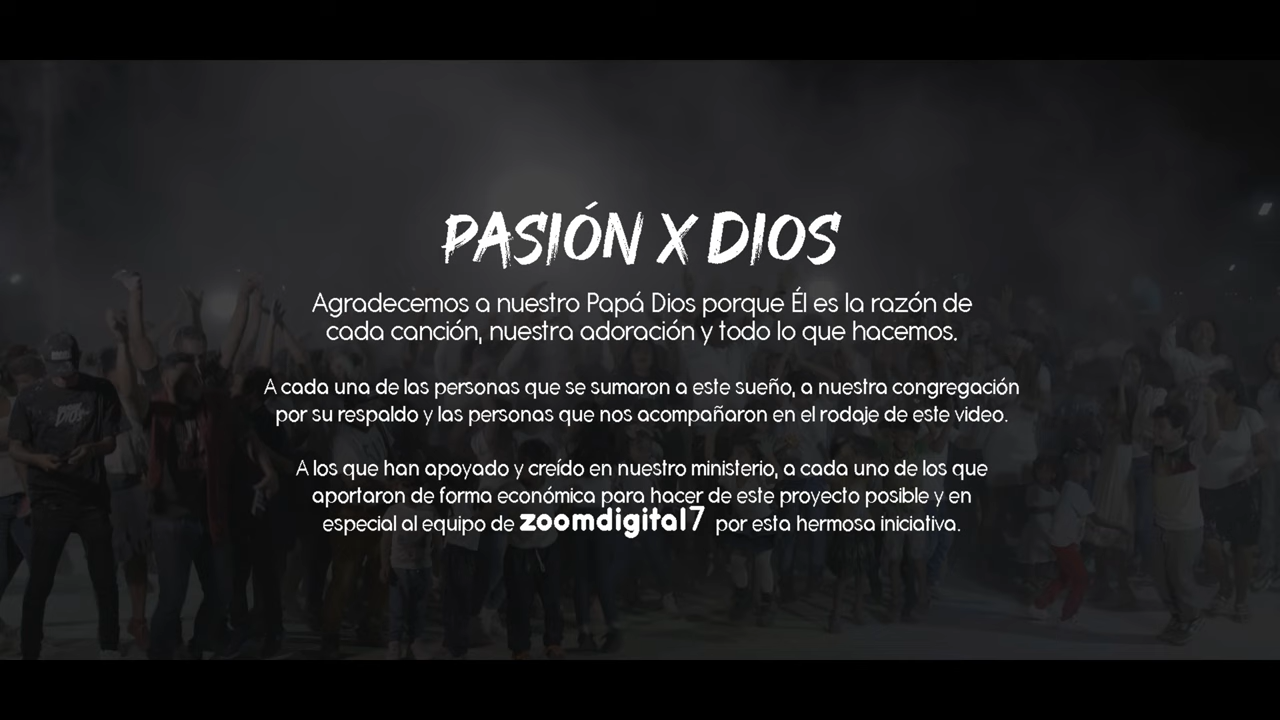 PASIÓN X DIOS
Agradecemos a nuestro Papá Dios porque Él es la razón de
cada canción, nuestra adoración y todo lo que hacemos.
A cada una de las personas que se sumaron a este sueño, a nuestra congregación
por su respaldo y las personas que nos acompañaron en el rodaje de este video.
A los que han apoyado y creído en nuestro ministerio, a cada uno de los que
aportaron de forma económica para hacer de este proyecto posible y en
especial al equipo de zoomdigital7 por esta hermosa iniciativa.
DIOS